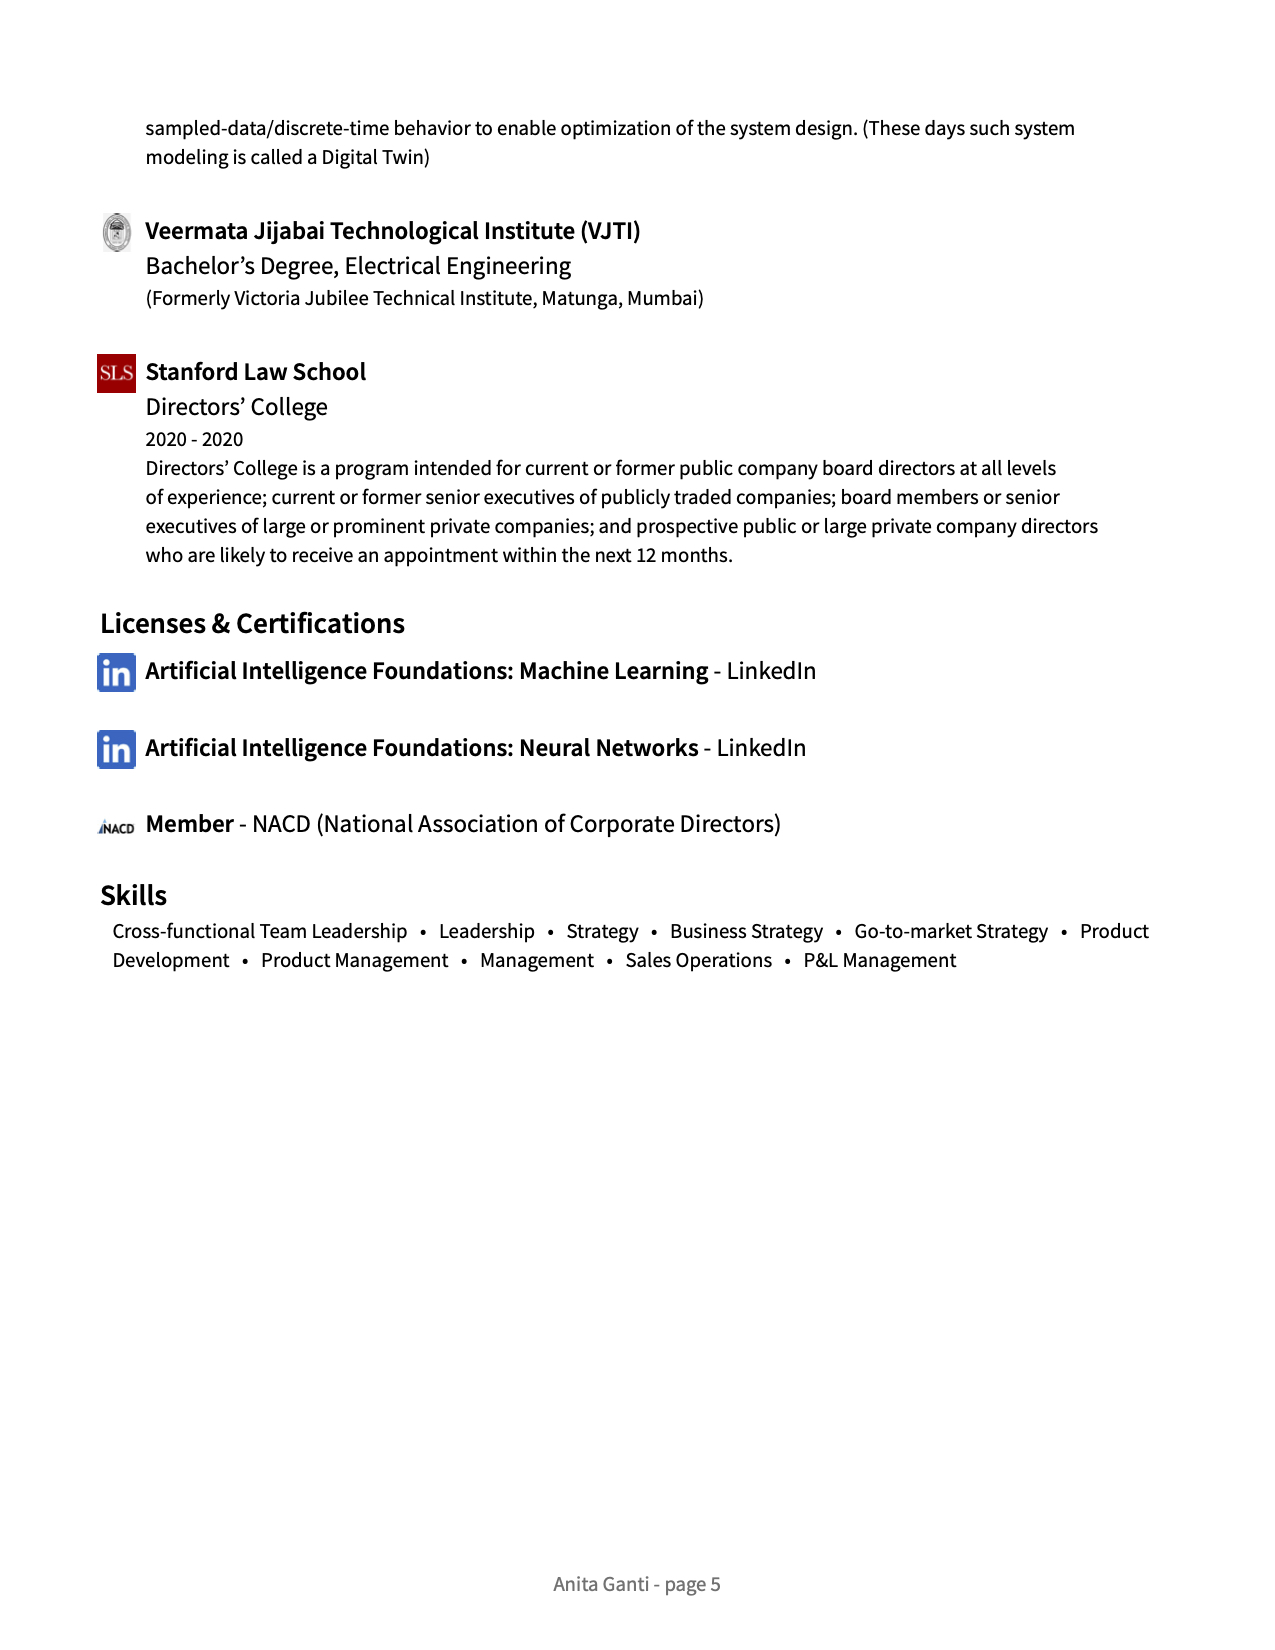 sampled-data/discrete-time behavior to enable optimization of the system design. (These days such system
modeling is called a Digital Twin)
Veermata Jijabai Technological Institute (VJTI)
Bachelor’s Degree, Electrical Engineering
(Formerly Victoria Jubilee Technical Institute, Matunga, Mumbai)
SLS Stanford Law School
Directors’ College
2020 - 2020
Directors’ College is a program intended for current or former public company board directors at all levels
of experience; current or former senior executives of publicly traded companies; board members or senior
executives of large or prominent private companies; and prospective public or large private company directors
who are likely to receive an appointment within the next 12 months.
Licenses & Certifications
in Artificial Intelligence Foundations: Machine Learning - LinkedIn
in Artificial Intelligence Foundations: Neural Networks - LinkedIn
NACD Member - NACD (National Association of Corporate Directors)
Skills
Cross-functional Team Leadership • Leadership • Strategy • Business Strategy • Go-to-market Strategy • Product
Development • Product Management • Management • Sales Operations • P&L Management
Anita Ganti - page 5